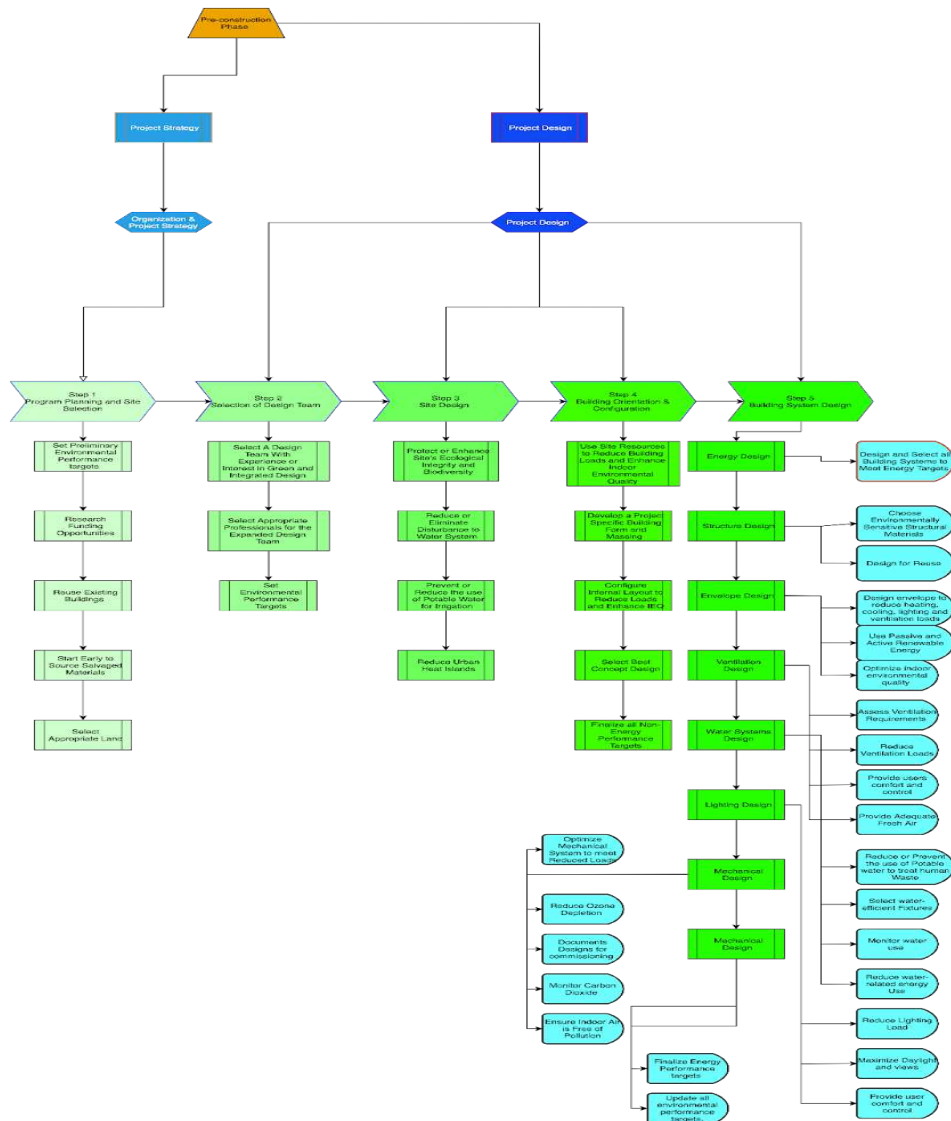 Pre-construction
Phase
Project Strategy
Project Design
Organization &
Project Strategy
Project Design
Step 1
Program Planning and Site
Selection
Step 2
Selection of Design Team
Step 3
Site Design
Step 4
Building Orientation &
Configuration
Step 5
Building System Design
Set Preliminary
Environmental
Performance targets
Research
Funding
Opportunities
Reuse Existing
Buildings
Start Early to
Source Salvaged
Materials
Select
Appropriate Land
Select A Design
Team With
Experience or
Interest in Green and
Integrated Design
Select Appropriate
Professionals for the
Expanded Design
Team
Set
Environmental
Performance Targets
Protect or Enhance
Site's Ecological
Integrity and
Biodiversity
Reduce or
Eliminate
Disturbance to
Water System
Prevent or
Reduce the use
of Potable Water
for Irrigation
Reduce Urban
Heat Islands
Use Site Resources
to Reduce Building
Loads and Enhance
Indoor
Environmental
Quality
Develop a Project
Specific Building
Form and
Massing
Configure
Internal Layout to
Reduce Loads
and Enhance IEQ
Select Best
Concept Design
Finalize all Non-
Energy
Performance
Targets
Energy Design
Structure Design
Envelope Design
Ventilation
Design
Water Systems
Design
Lighting Design
Mechanical
Design
Mechanical
Design
Design and Select all
Building Systems to
Meet Energy Targets
Choose
Environmentally
Sensitive Structural
Materials
Design for Reuse
Design envelope to
reduce heating,
cooling, lighting and
ventilation loads
Use Passive and
Active Renewable
Energy
Optimize indoor
environmental
quality
Assess Ventilation
Requirements
Reduce
Ventilation Loads
Provide users
comfort and
control
Provide Adequate
Fresh Air
Reduce or Prevent
the use of Potable
water to treat human
Waste
Select water-
efficient Fixtures
Monitor water
use
Reduce water-
related energy
Use
Reduce Lighting
Load
Maximize Daylight
and views
Provide user
comfort and
control
Optimize
Mechanical
System to meet
Reduced Loads
Reduce Ozone
Depletion
Documents
Designs for
commissioning
Monitor Carbon
Dioxide
Ensure Indoor Air
is Free of
Pollution
Finalize Energy
Performance
targets
Update all
environmental
performance
targets.